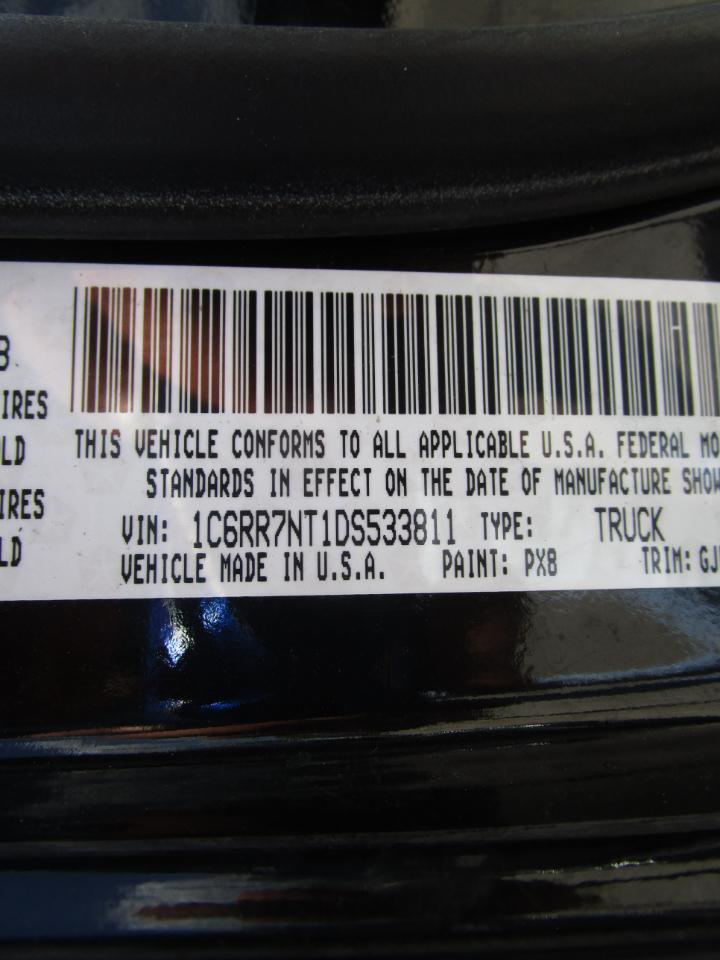 8
IRES
LD
IRES
LD
THIS VEHICLE CONFORMS TO ALL APPLICABLE U.S.A. FEDERAL MO
STANDARDS IN EFFECT ON THE DATE OF MANUFACTURE SHOW
VIN: 1C6RR7NT1DS533811 TYPE: TRUCK
VEHICLE MADE IN U.S.A. PAINT: PX8 TRIM: GJ